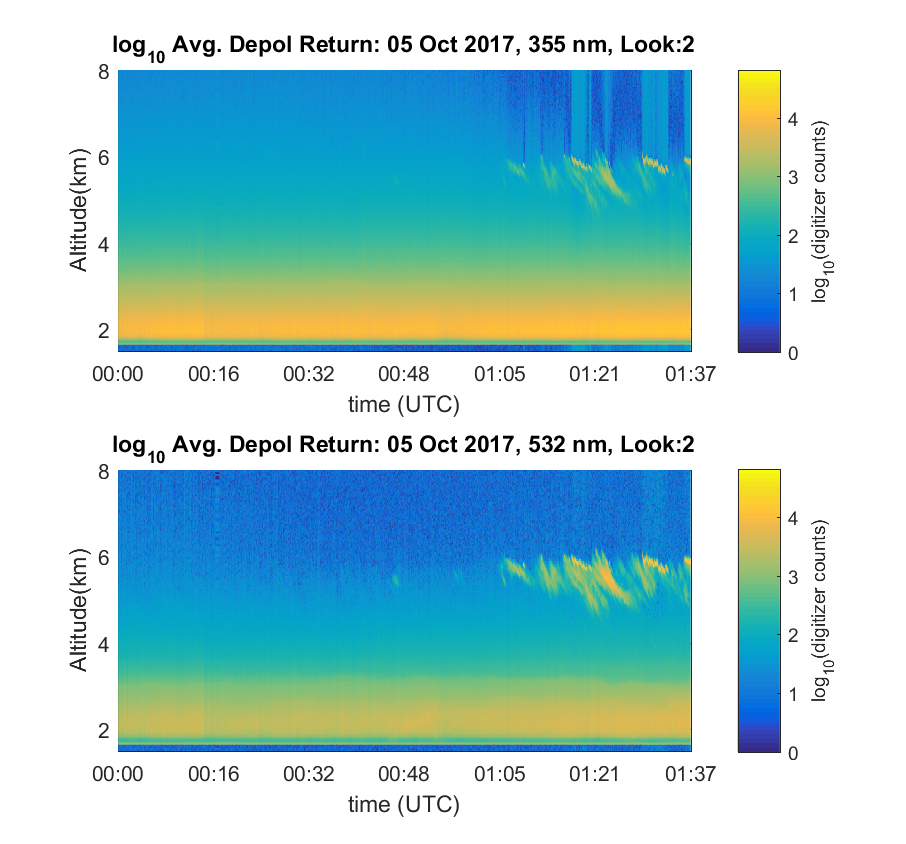 log10 Avg. Depol Return: 05 Oct 2017, 355 nm, Look:2
8
6
4
2
Altitude(km)
00:00 00:16 00:32 00:48 01:05 01:21 01:37
time (UTC)
4
3
2
1
0
log10(digitizer counts)
log10 Avg. Depol Return: 05 Oct 2017, 532 nm, Look:2
8
6
4
2
Altitude(km)
00:00 00:16 00:32 00:48 01:05 01:21 01:37
time (UTC)
4
3
2
1
0
log10(digitizer counts)